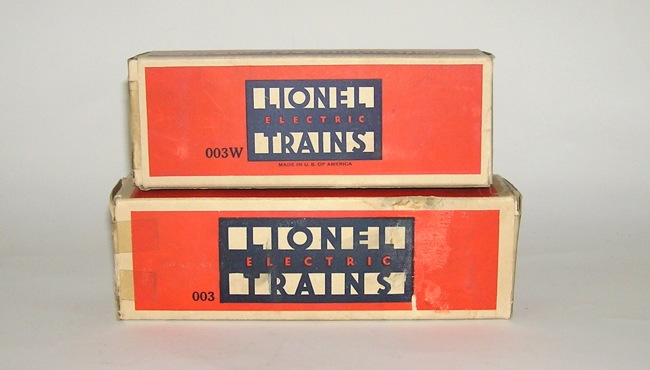 LIONEL
ELECTRIC
TRAINS
003W
MADE IN U.S. OF AMERICA
LIONEL
ELECTRIC
TRAINS
003